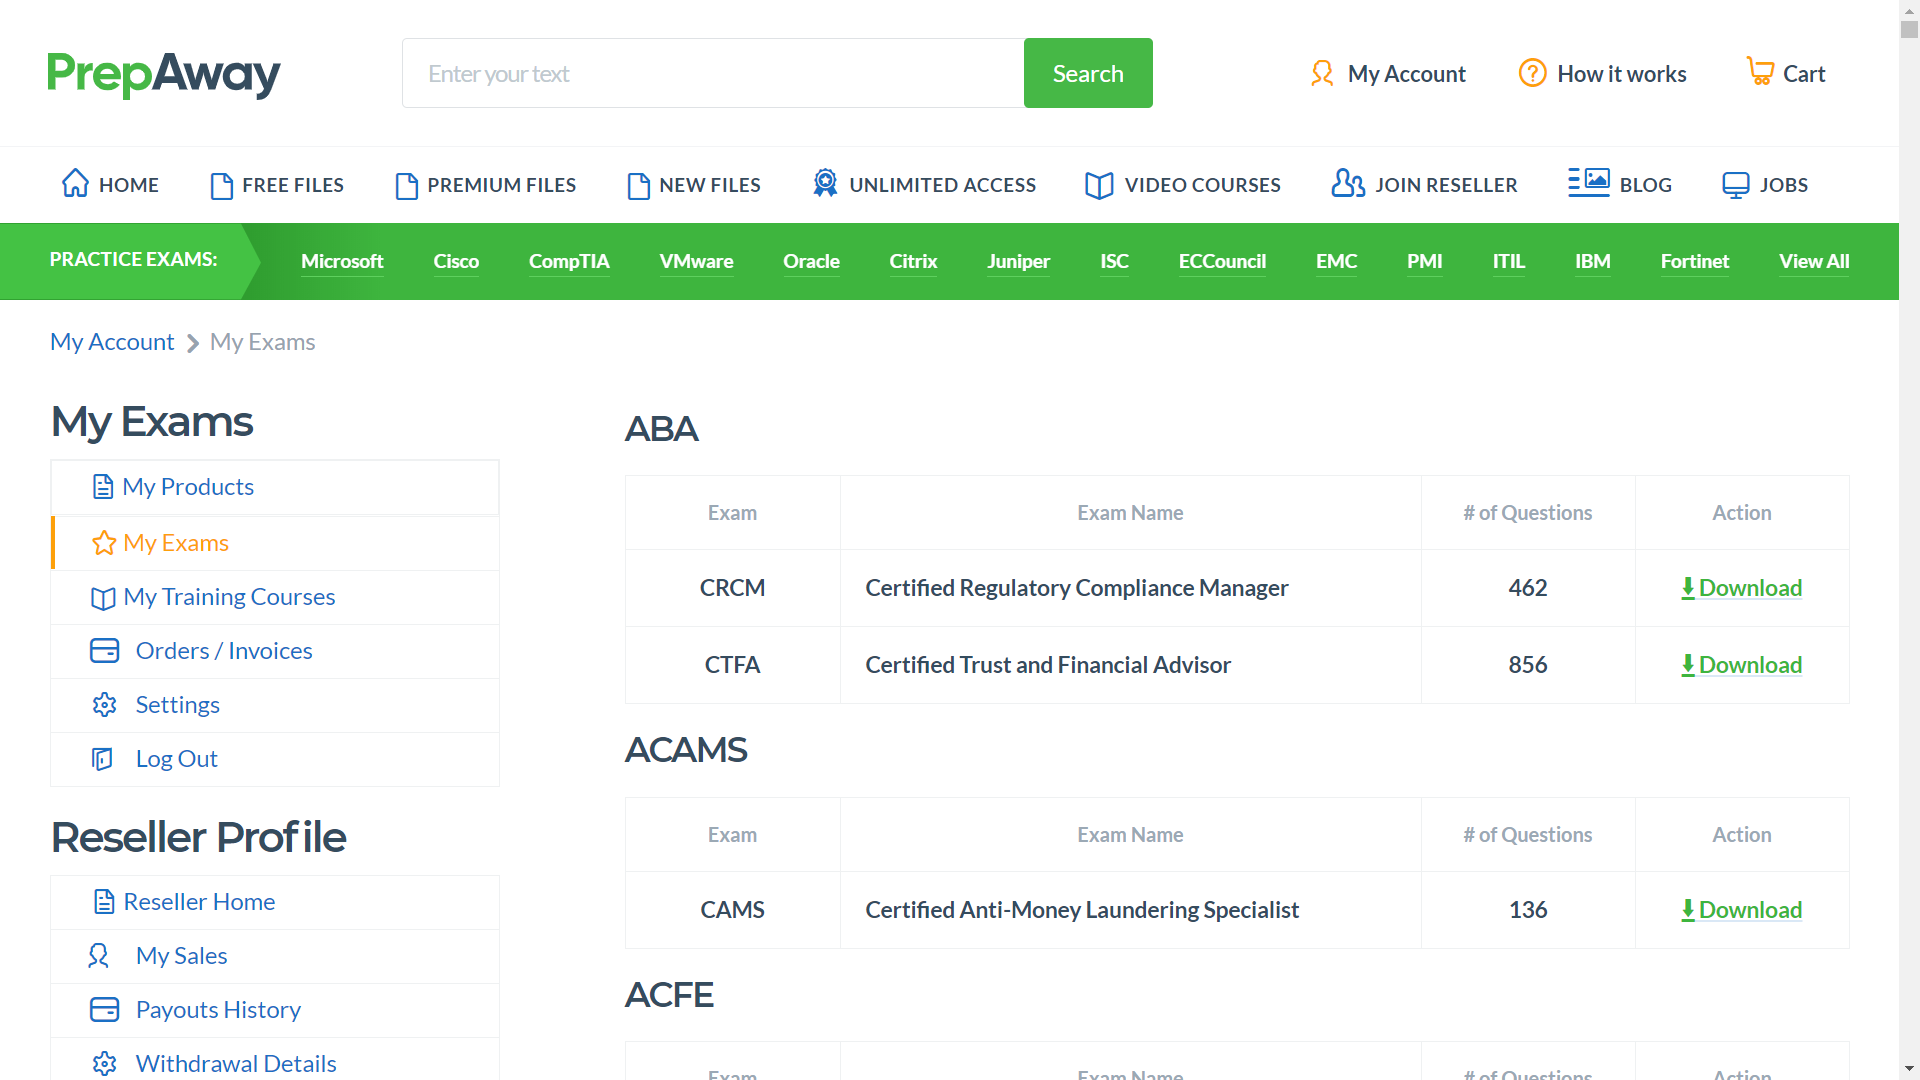 PrepAway
Enter your text
Search
My Account
How it works
Cart
HOME
FREE FILES
PREMIUM FILES
NEW FILES
UNLIMITED ACCESS
VIDEO COURSES
JOIN RESELLER
BLOG
JOBS
PRACTICE EXAMS:
Microsoft
Cisco
CompTIA
VMware
Oracle
Citrix
Juniper
ISC
ECCouncil
EMC
PMI
ITIL
IBM
Fortinet
View All
My Account
My Exams
My Exams
My Products
My Exams
My Training Courses
Orders / Invoices
Settings
Log Out
Reseller Profile
Reseller Home
My Sales
Payouts History
Withdrawal Details
ABA
Exam Exam Name # of Questions Action
CRCM Certified Regulatory Compliance Manager 462 Download
CTFA Certified Trust and Financial Advisor 856 Download
ACAMS
Exam Exam Name # of Questions Action
CAMS Certified Anti-Money Laundering Specialist 136 Download
ACFE
Exam Exam Name # of Questions Action